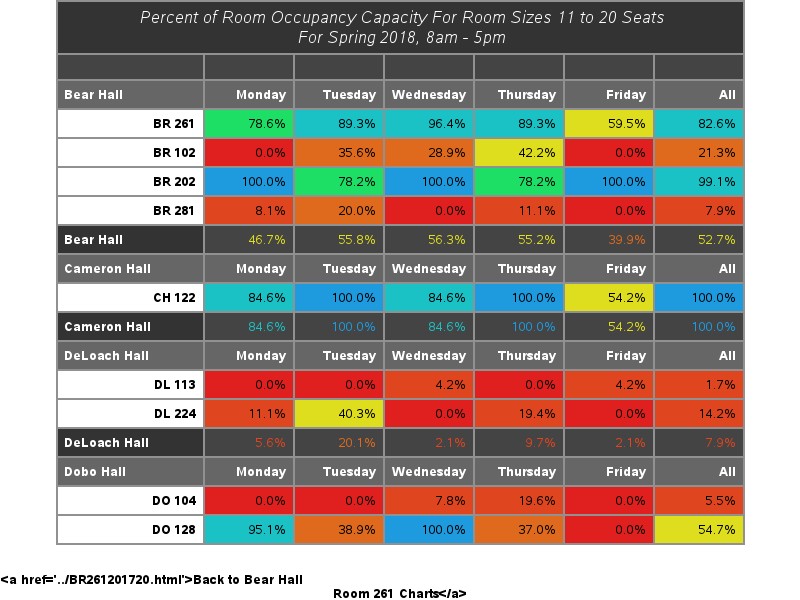 Percent of Room Occupancy Capacity For Room Sizes 11 to 20 Seats
For Spring 2018, 8am - 5pm
Bear Hall Monday Tuesday Wednesday Thursday Friday All
BR 261 78.6% 89.3% 96.4% 89.3% 59.5% 82.6%
BR 102 0.0% 35.6% 28.9% 42.2% 0.0% 21.3%
BR 202 100.0% 78.2% 100.0% 78.2% 100.0% 99.1%
BR 281 8.1% 20.0% 0.0% 11.1% 0.0% 7.9%
Bear Hall 46.7% 55.8% 56.3% 55.2% 39.9% 52.7%
Cameron Hall Monday Tuesday Wednesday Thursday Friday All
CH 122 84.6% 100.0% 84.6% 100.0% 54.2% 100.0%
Cameron Hall 84.6% 100.0% 84.6% 100.0% 54.2% 100.0%
DeLoach Hall Monday Tuesday Wednesday Thursday Friday All
DL 113 0.0% 0.0% 4.2% 0.0% 4.2% 1.7%
DL 224 11.1% 40.3% 0.0% 19.4% 0.0% 14.2%
DeLoach Hall 5.6% 20.1% 2.1% 9.7% 2.1% 7.9%
Dobo Hall Monday Tuesday Wednesday Thursday Friday All
DO 104 0.0% 0.0% 7.8% 19.6% 0.0% 5.5%
DO 128 95.1% 38.9% 100.0% 37.0% 0.0% 54.7%
<a href='../BR261201720.html'>Back to Bear Hall
Room 261 Charts</a>